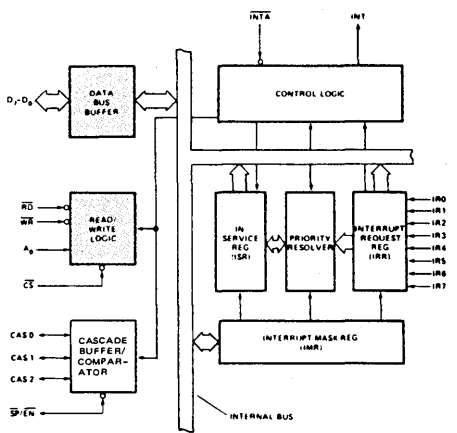 INTA
INT
DATA
BUS
BUFFER
D7-D0
CONTROL LOGIC
RD
WR
A0
CS
READ/
WRITE
LOGIC
IN
SERVICE
REG
(ISR)
PRIORITY
RESOLVER
INTERRUPT
REQUEST
REG
(IRR)
IR0
IR1
IR2
IR3
IR4
IR5
IR6
IR7
CAS 0
CAS 1
CAS 2
SP/EN
CASCADE
BUFFER/
COMPAR-
ATOR
INTERRUPT MASK REG
(IMR)
INTERNAL BUS